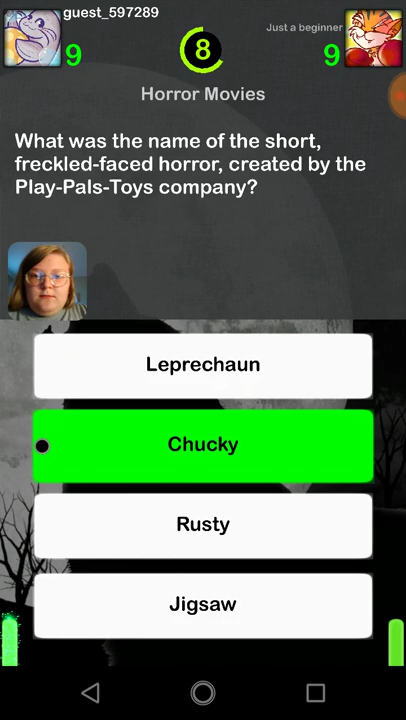 guest_597289
Just a beginner
9
8
9
Horror Movies
What was the name of the short,
freckled-faced horror, created by the
Play-Pals-Toys company?
Leprechaun
Chucky
Rusty
Jigsaw